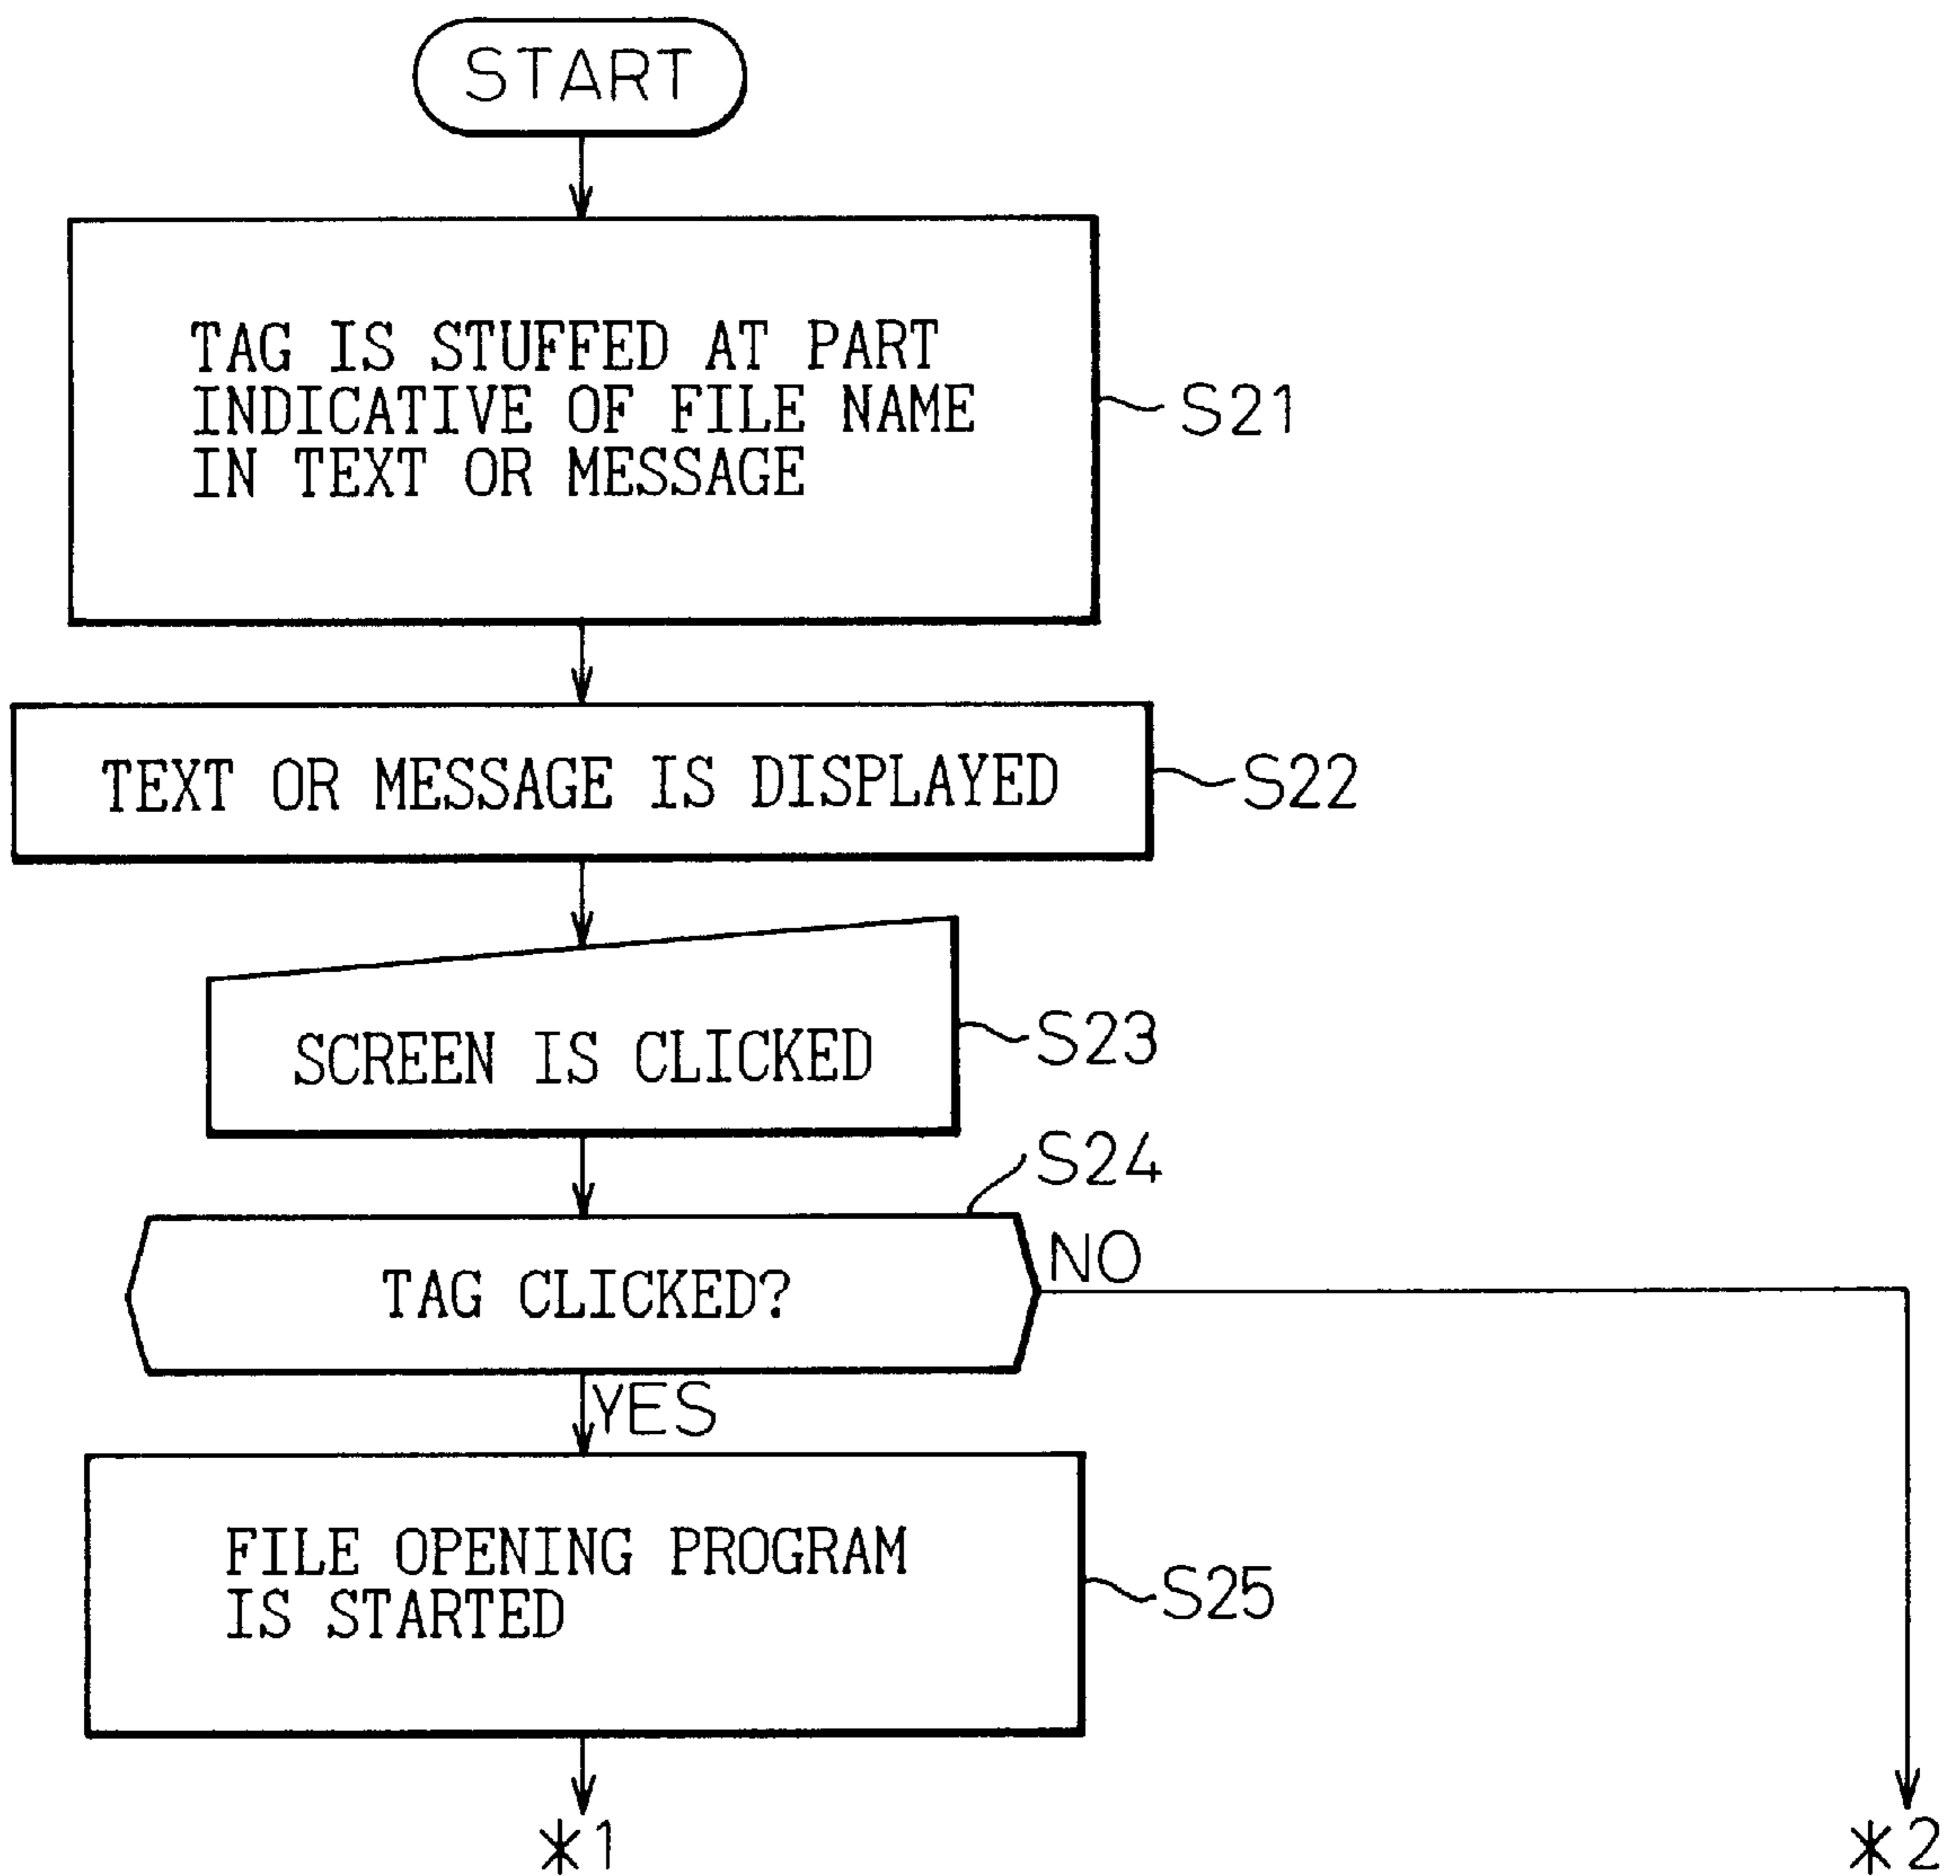 START
TAG IS STUFFED AT PART
INDICATIVE OF FILE NAME
IN TEXT OR MESSAGE
S21
TEXT OR MESSAGE IS DISPLAYED
S22
SCREEN IS CLICKED
S23
S24
TAG CLICKED?
NO
YES
FILE OPENING PROGRAM
IS STARTED
S25
*1
*2